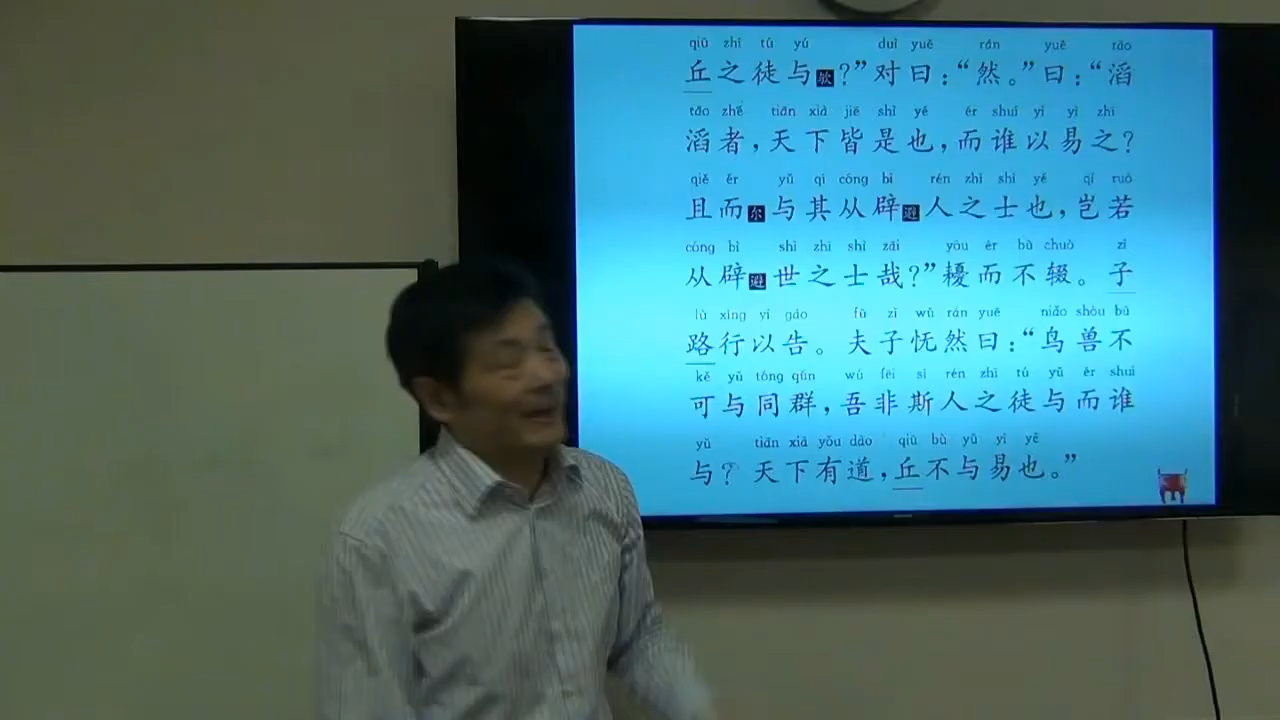 qiū zhī tú yú duì yuē rán yuē tāo
丘之徒与欤？”对曰：“然。”曰：“滔
tāo zhě tiān xià jiē shì yě ér shuí yǐ yì zhī
滔者，天下皆是也，而谁以易之？
qiě ěr yǔ qí cóng bì rén zhī shì yě qǐ ruò
且而尔与其从辟避人之士也，岂若
cóng bì shì zhī shì zāi yōu ér bù chuò zǐ
从辟避世之士哉？”耰而不辍。子
lù xíng yǐ gào fū zǐ wǔ rán yuē niǎo shòu bù
路行以告。夫子怃然曰：“鸟兽不
kě yǔ tóng qún wú fēi sī rén zhī tú yǔ ér shuí
可与同群，吾非斯人之徒与而谁
yǔ tiān xià yǒu dào qiū bù yǔ yì yě
与？天下有道，丘不与易也。”